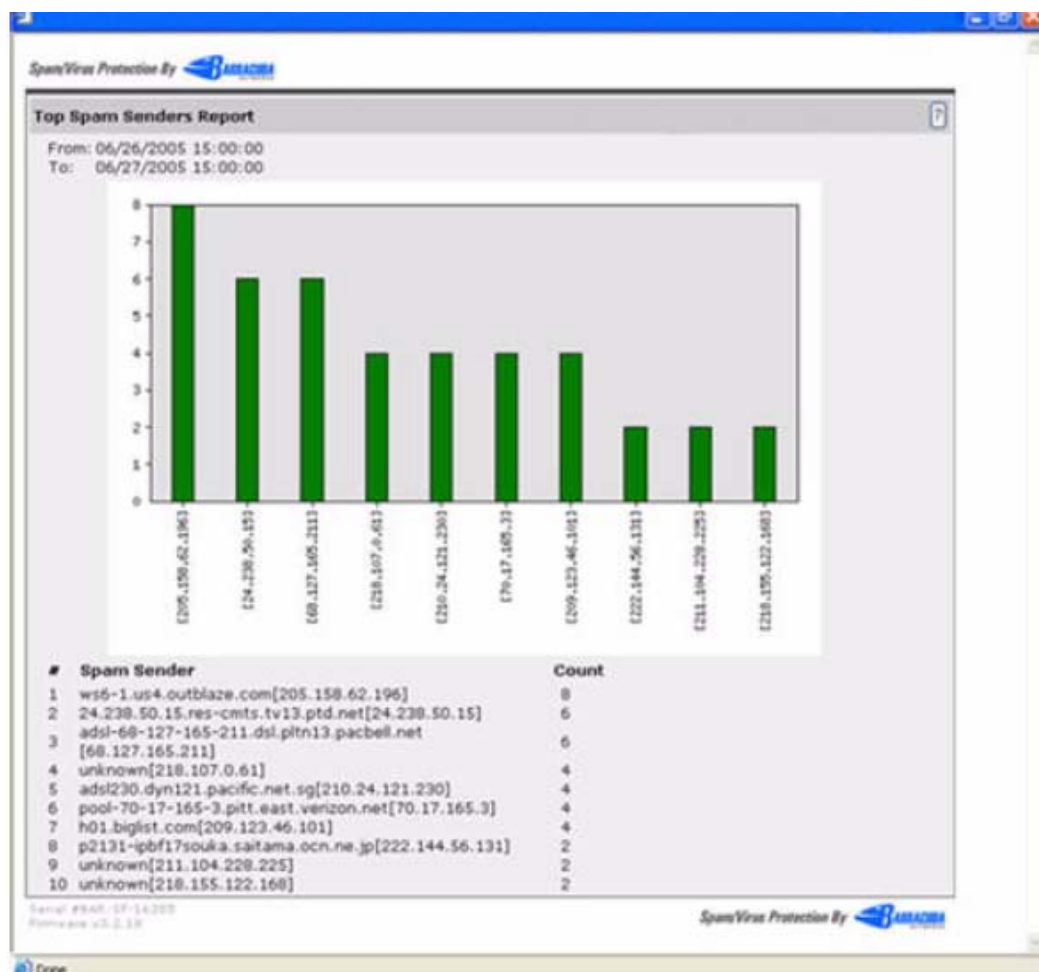 Spam/Virus Protection By BARRACUDA
Top Spam Senders Report
?
From: 06/26/2005 15:00:00
To: 06/27/2005 15:00:00
8
7
6
5
4
3
2
1
0
[205.158.62.196]
[24.238.50.15]
[68.127.165.211]
[218.107.0.61]
[210.24.121.230]
[70.17.165.3]
[209.123.46.101]
[222.144.56.131]
[211.104.228.225]
[218.155.122.168]
# Spam Sender Count
1 ws6-1.us4.outblaze.com[205.158.62.196] 8
2 24.238.50.15.res-cmts.tv13.ptd.net[24.238.50.15] 6
3 adsl-68-127-165-211.dsl.pltn13.pacbell.net
[68.127.165.211] 6
4 unknown[218.107.0.61] 4
5 adsl230.dyn121.pacific.net.sg[210.24.121.230] 4
6 pool-70-17-165-3.pitt.east.verizon.net[70.17.165.3] 4
7 h01.biglist.com[209.123.46.101] 4
8 p2131-ipbf17souka.saitama.ocn.ne.jp[222.144.56.131] 2
9 unknown[211.104.228.225] 2
10 unknown[218.155.122.168] 2
Serial
Firmware
Spam/Virus Protection By BARRACUDA
Done